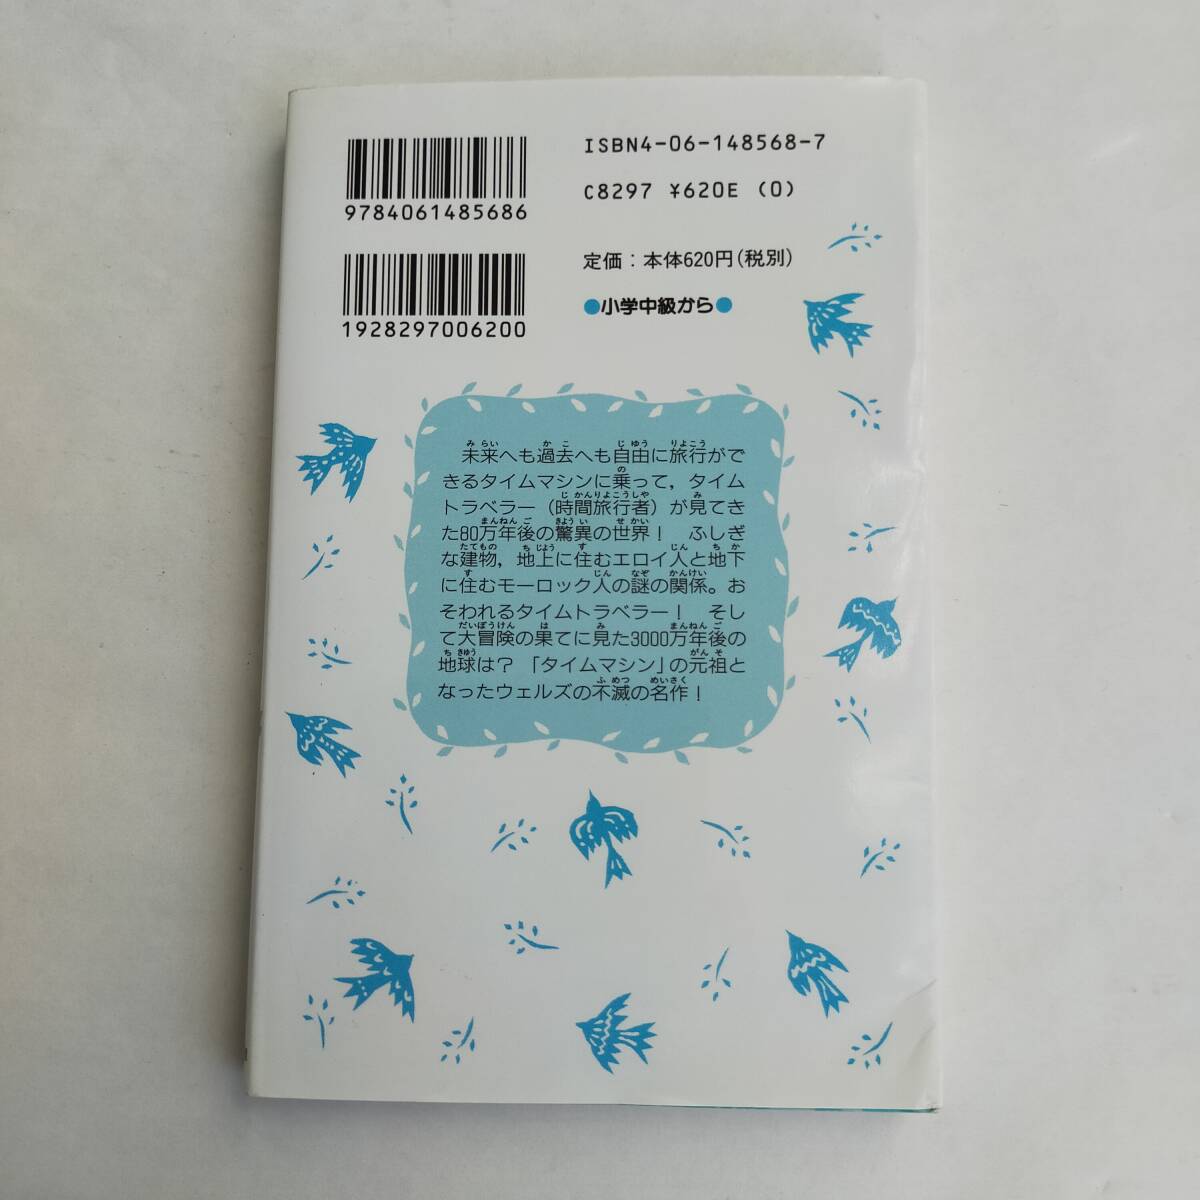 9784061485686
1928297006200
ISBN4-06-148568-7
C8297 ¥620E (0)
定価：本体620円（税別）
●小学中級から●
未来へも過去へも自由に旅行がで
きるタイムマシンに乗って，タイム
トラベラー（時間旅行者）が見てき
た80万年後の驚異の世界！　ふしぎ
な建物，地上に住むエロイ人と地下
に住むモーロック人の謎の関係。お
そわれるタイムトラベラー！　そし
て大冒険の果てに見た3000万年後の
地球は？「タイムマシン」の元祖と
なったウェルズの不滅の名作！